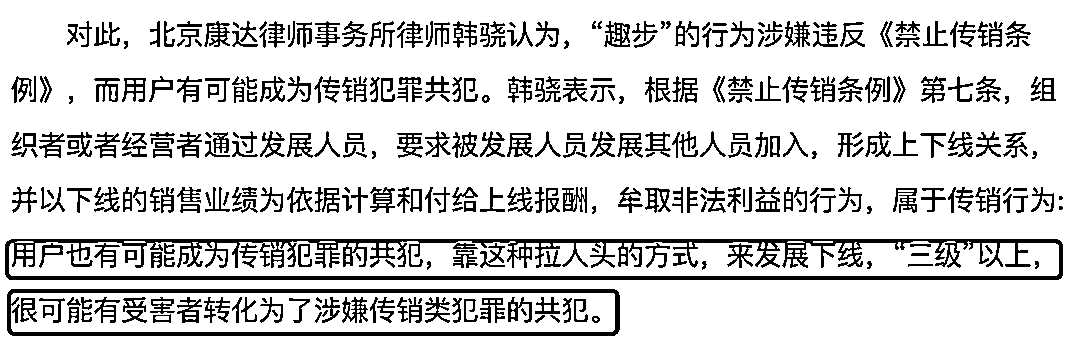 对此，北京康达律师事务所律师韩骁认为，“趣步”的行为涉嫌违反《禁止传销条
例》，而用户有可能成为传销犯罪共犯。韩骁表示，根据《禁止传销条例》第七条，组
织者或者经营者通过发展人员，要求被发展人员发展其他人员加入，形成上下线关系，
并以下线的销售业绩为依据计算和付给上线报酬，牟取非法利益的行为，属于传销行为:
用户也有可能成为传销犯罪的共犯，靠这种拉人头的方式，来发展下线，“三级”以上，
很可能有受害者转化为了涉嫌传销类犯罪的共犯。